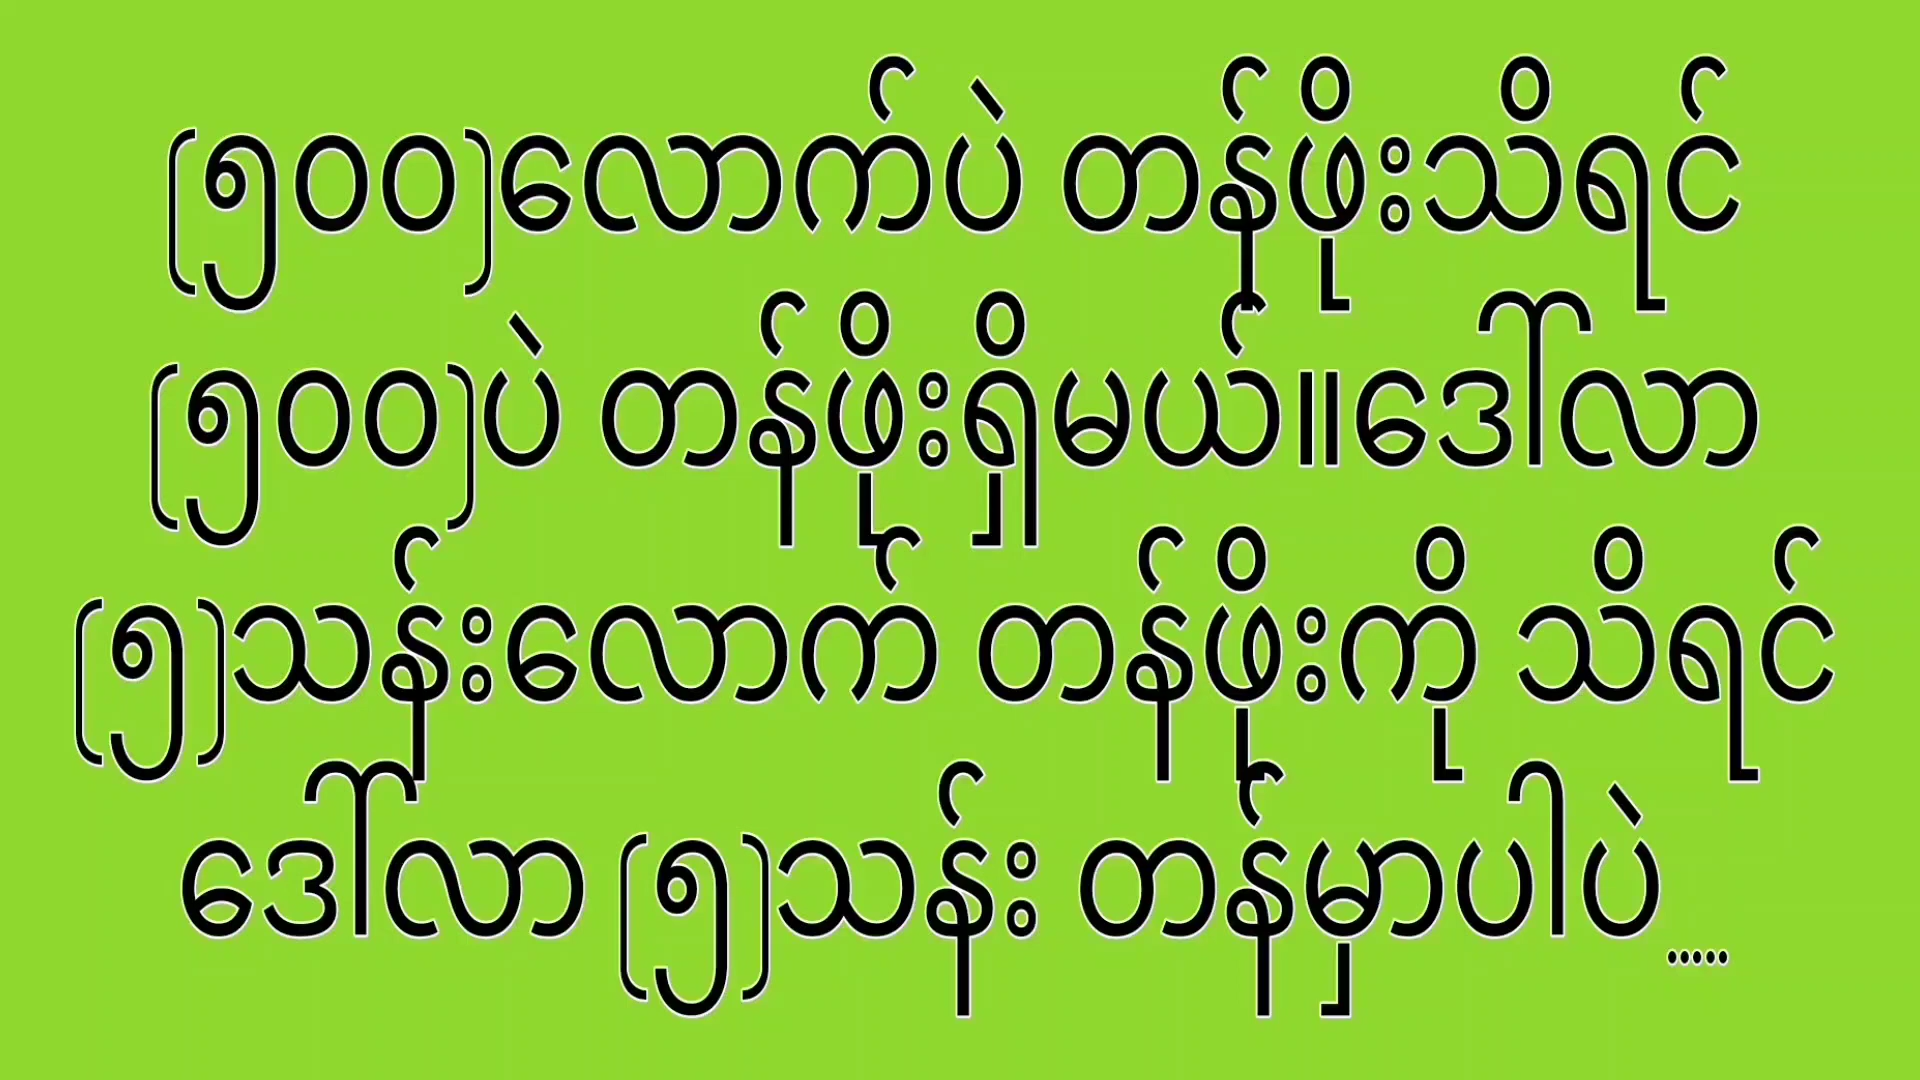 (၅၀၀)လောက်ပဲ တန်ဖိုးသိရင်
(၅၀၀)ပဲ တန်ဖိုးရှိမယ်။ဒေါ်လာ
(၅)သန်းလောက် တန်ဖိုးကို သိရင်
ဒေါ်လာ (၅)သန်း တန်မှာပါပဲ.....